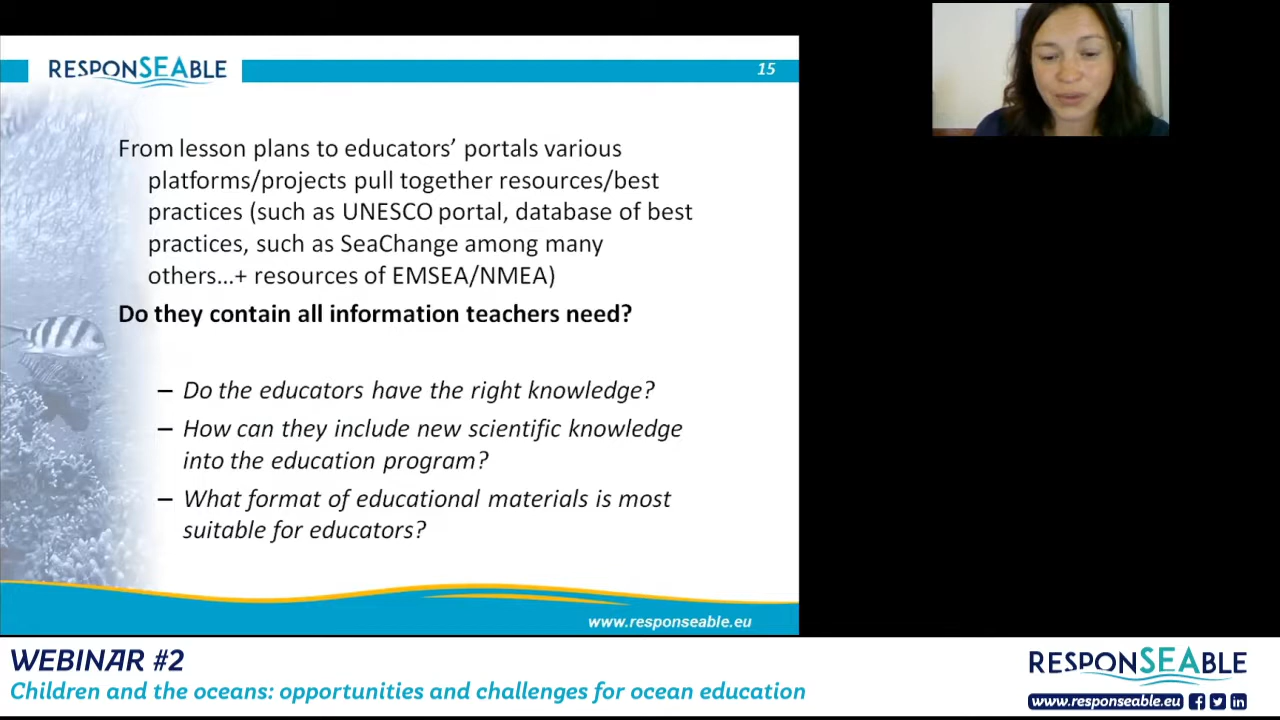 RESPONSEABLE
15
From lesson plans to educators’ portals various
platforms/projects pull together resources/best
practices (such as UNESCO portal, database of best
practices, such as SeaChange among many
others...+ resources of EMSEA/NMEA)
Do they contain all information teachers need?
– Do the educators have the right knowledge?
– How can they include new scientific knowledge
into the education program?
– What format of educational materials is most
suitable for educators?
www.responseable.eu
WEBINAR #2
Children and the oceans: opportunities and challenges for ocean education
RESPONSEABLE
www.responseable.eu